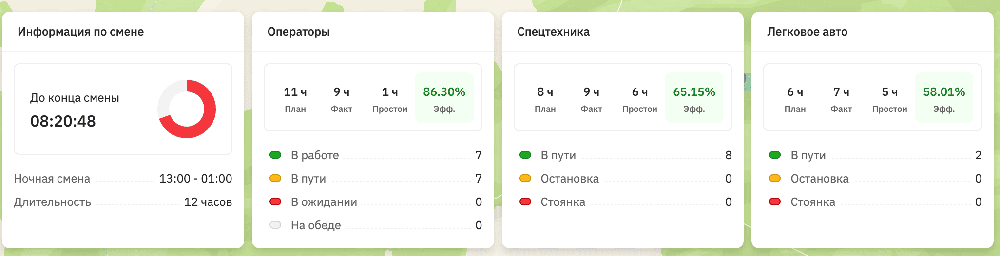 Информация по смене
До конца смены
08:20:48
Ночная смена 13:00 - 01:00
Длительность 12 часов
Операторы
11 ч 9 ч 1 ч 86.30%
План Факт Простои Эфф.
В работе 7
В пути 7
В ожидании 0
На обеде 0
Спецтехника
8 ч 9 ч 6 ч 65.15%
План Факт Простои Эфф.
В пути 8
Остановка 0
Стоянка 0
Легковое авто
6 ч 7 ч 5 ч 58.01%
План Факт Простои Эфф.
В пути 2
Остановка 0
Стоянка 0